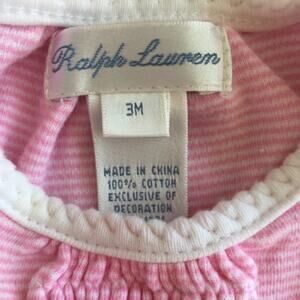 Ralph Lauren
3M
MADE IN CHINA
100% COTTON
EXCLUSIVE OF
DECORATION